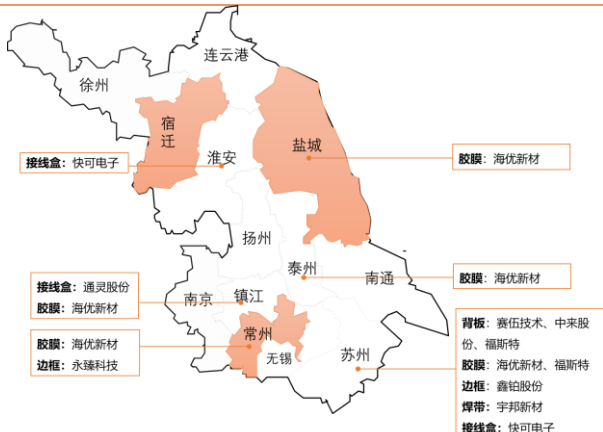 连云港
徐州
宿
迁
淮安
盐城
接线盒：快可电子
胶膜：海优新材
扬州
泰州
南通
胶膜：海优新材
接线盒：通灵股份
胶膜：海优新材
南京
镇江
胶膜：海优新材
边框：永臻科技
常州
无锡
苏州
背板：赛伍技术、中来股
份、福斯特
胶膜：海优新材、福斯特
边框：鑫铂股份
焊带：宇邦新材
接线盒：快可电子